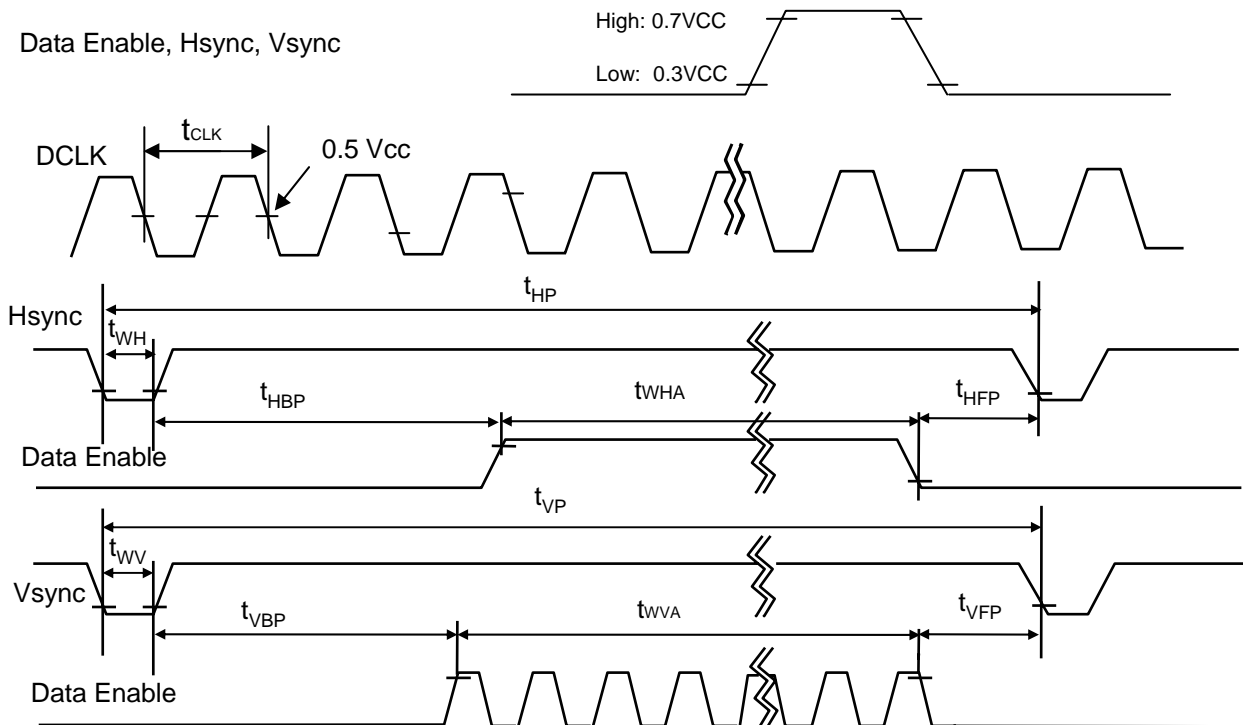 High: 0.7VCC
Data Enable, Hsync, Vsync
Low: 0.3VCC
tCLK
DCLK
0.5 Vcc
tHP
Hsync
tWH
tHBP
tWHA
tHFP
Data Enable
tVP
tWV
Vsync
tVBP
tWVA
tVFP
Data Enable